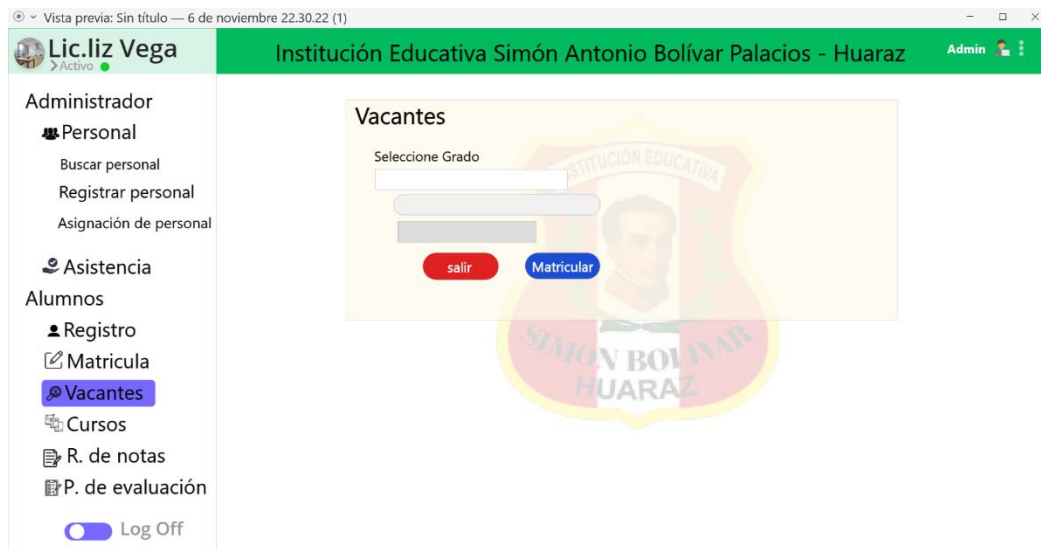 Vista previa: Sin título — 6 de noviembre 22.30.22 (1)
Lic.liz Vega
Activo
Institución Educativa Simón Antonio Bolívar Palacios - Huaraz
Admin
Administrador
Personal
Buscar personal
Registrar personal
Asignación de personal
Asistencia
Alumnos
Registro
Matricula
Vacantes
Cursos
R. de notas
P. de evaluación
Log Off
Vacantes
Seleccione Grado
salir
Matricular
INSTITUCIÓN EDUCATIVA
SIMON BOLIVAR
HUARAZ